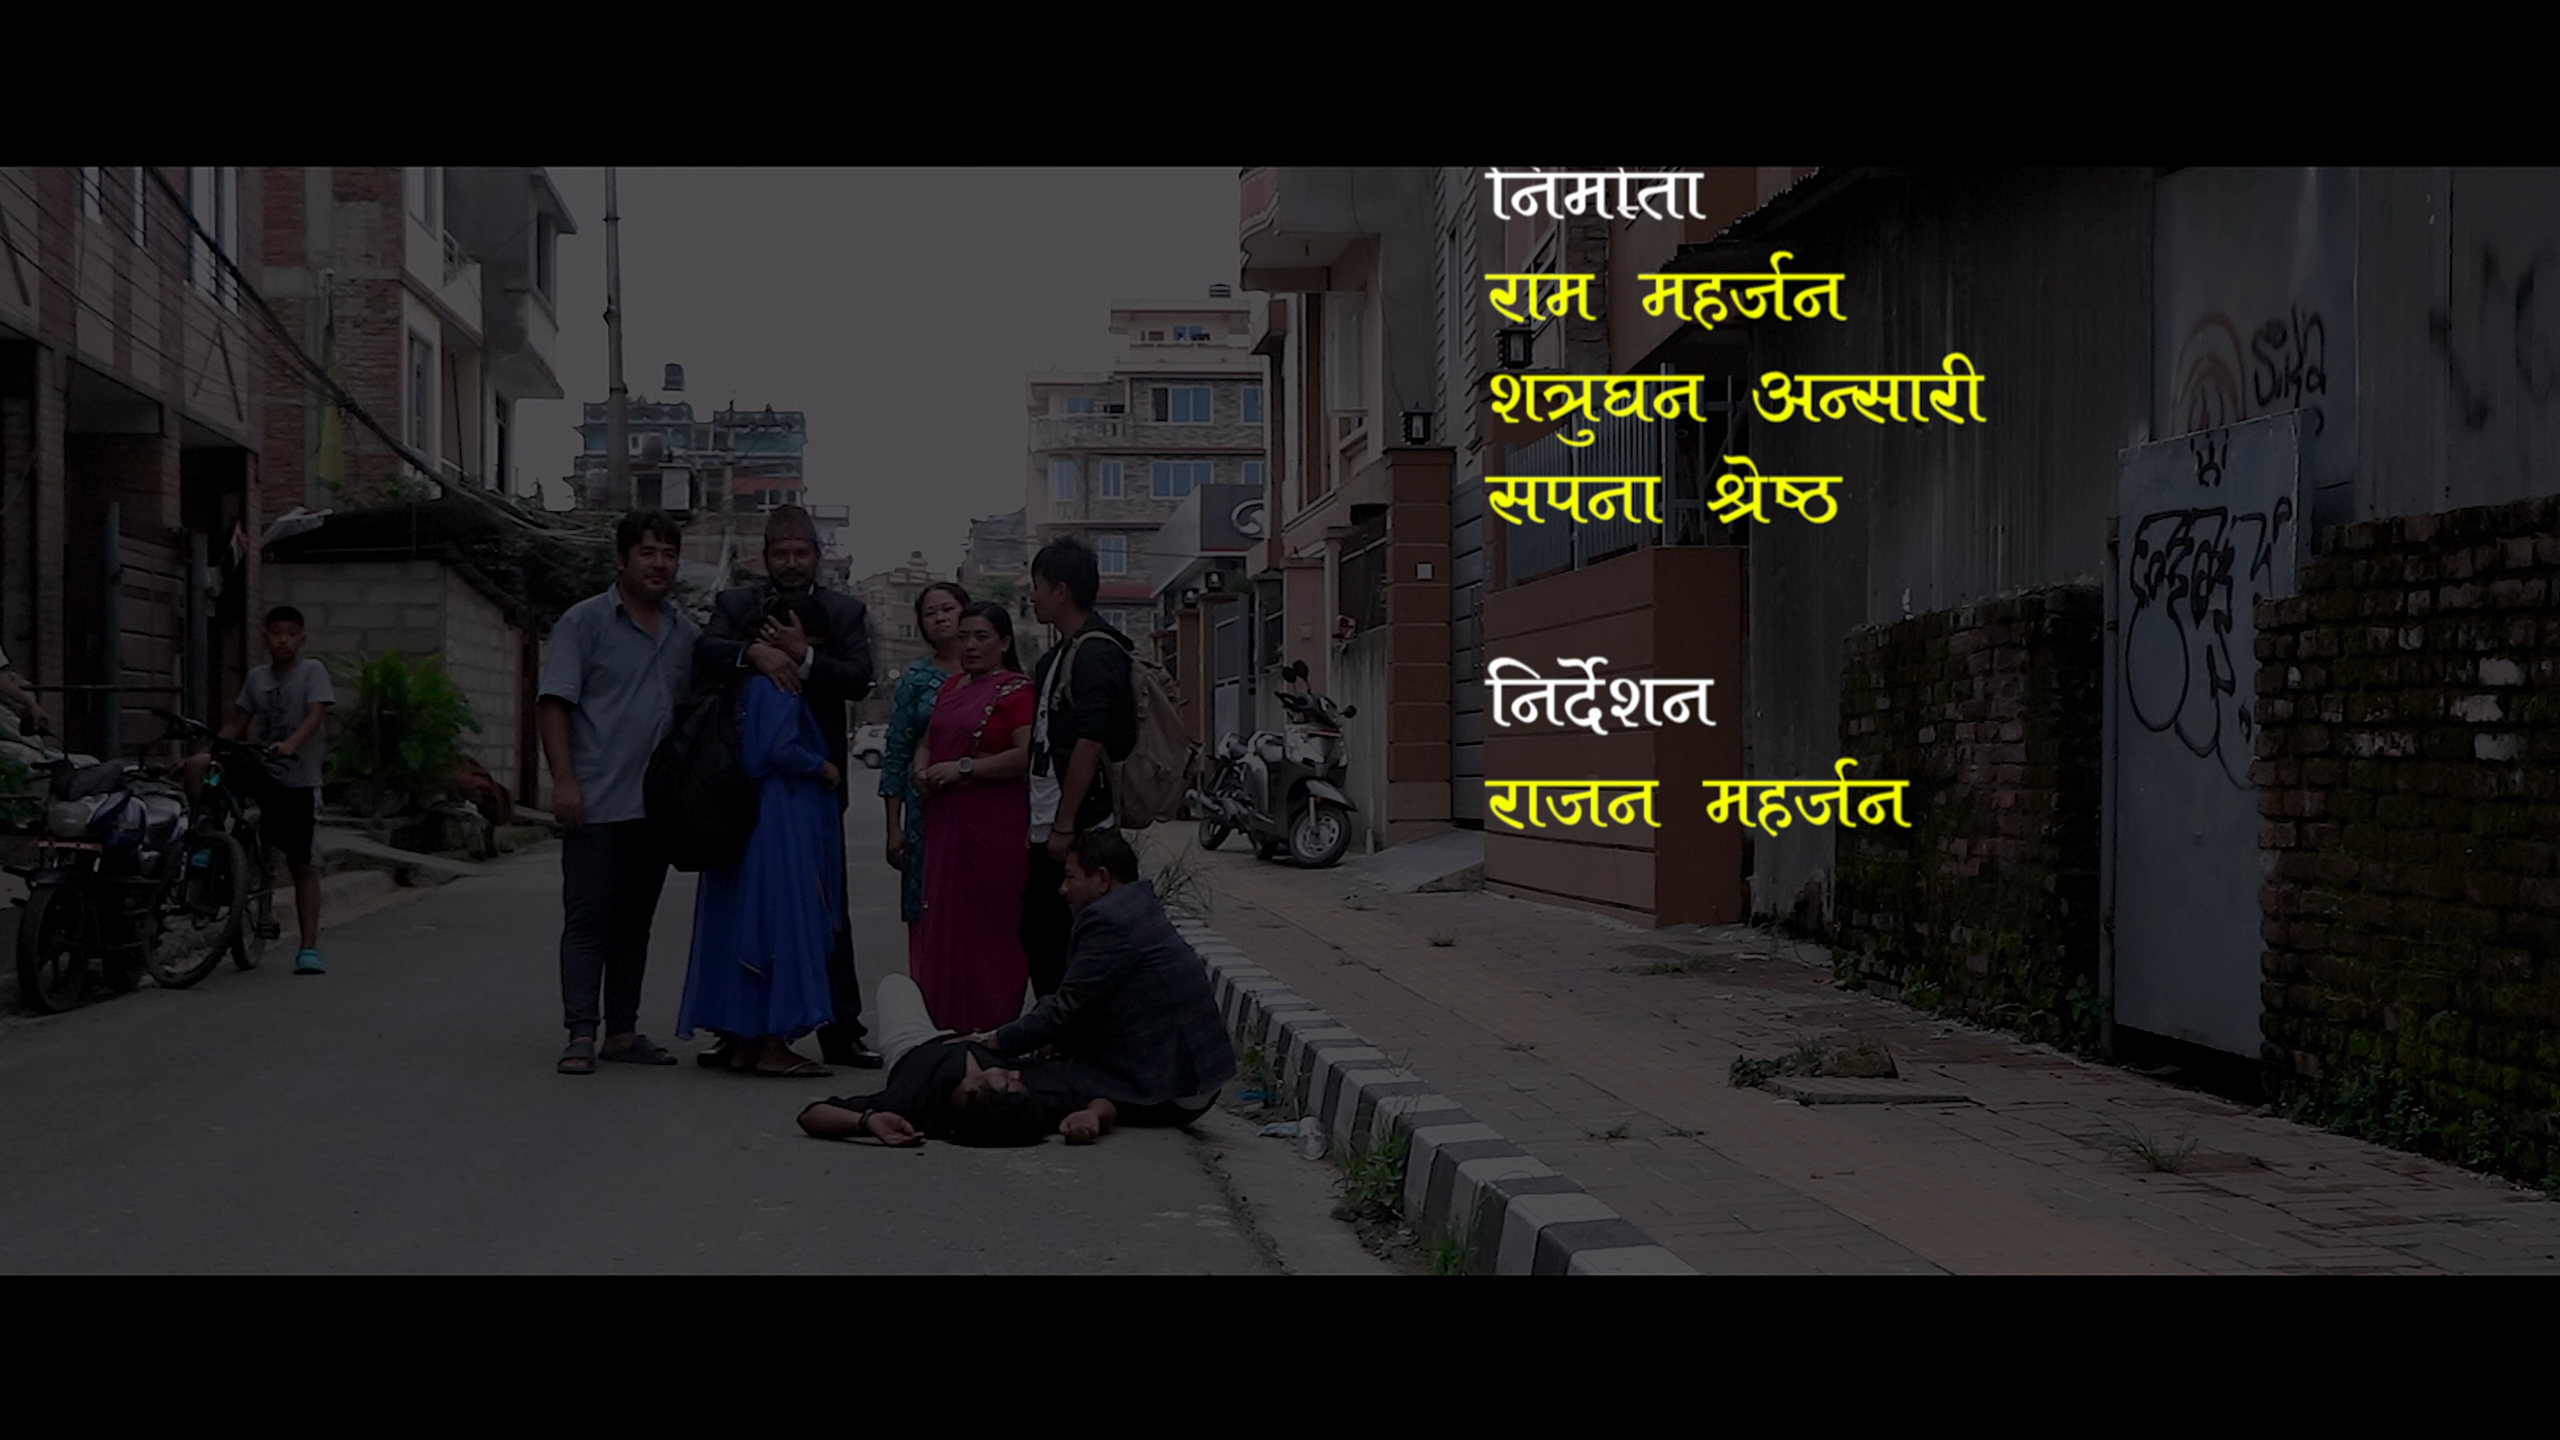 निर्माता
राम महर्जन
शत्रुघन अन्सारी
सपना श्रेष्ठ
निर्देशन
राजन महर्जन